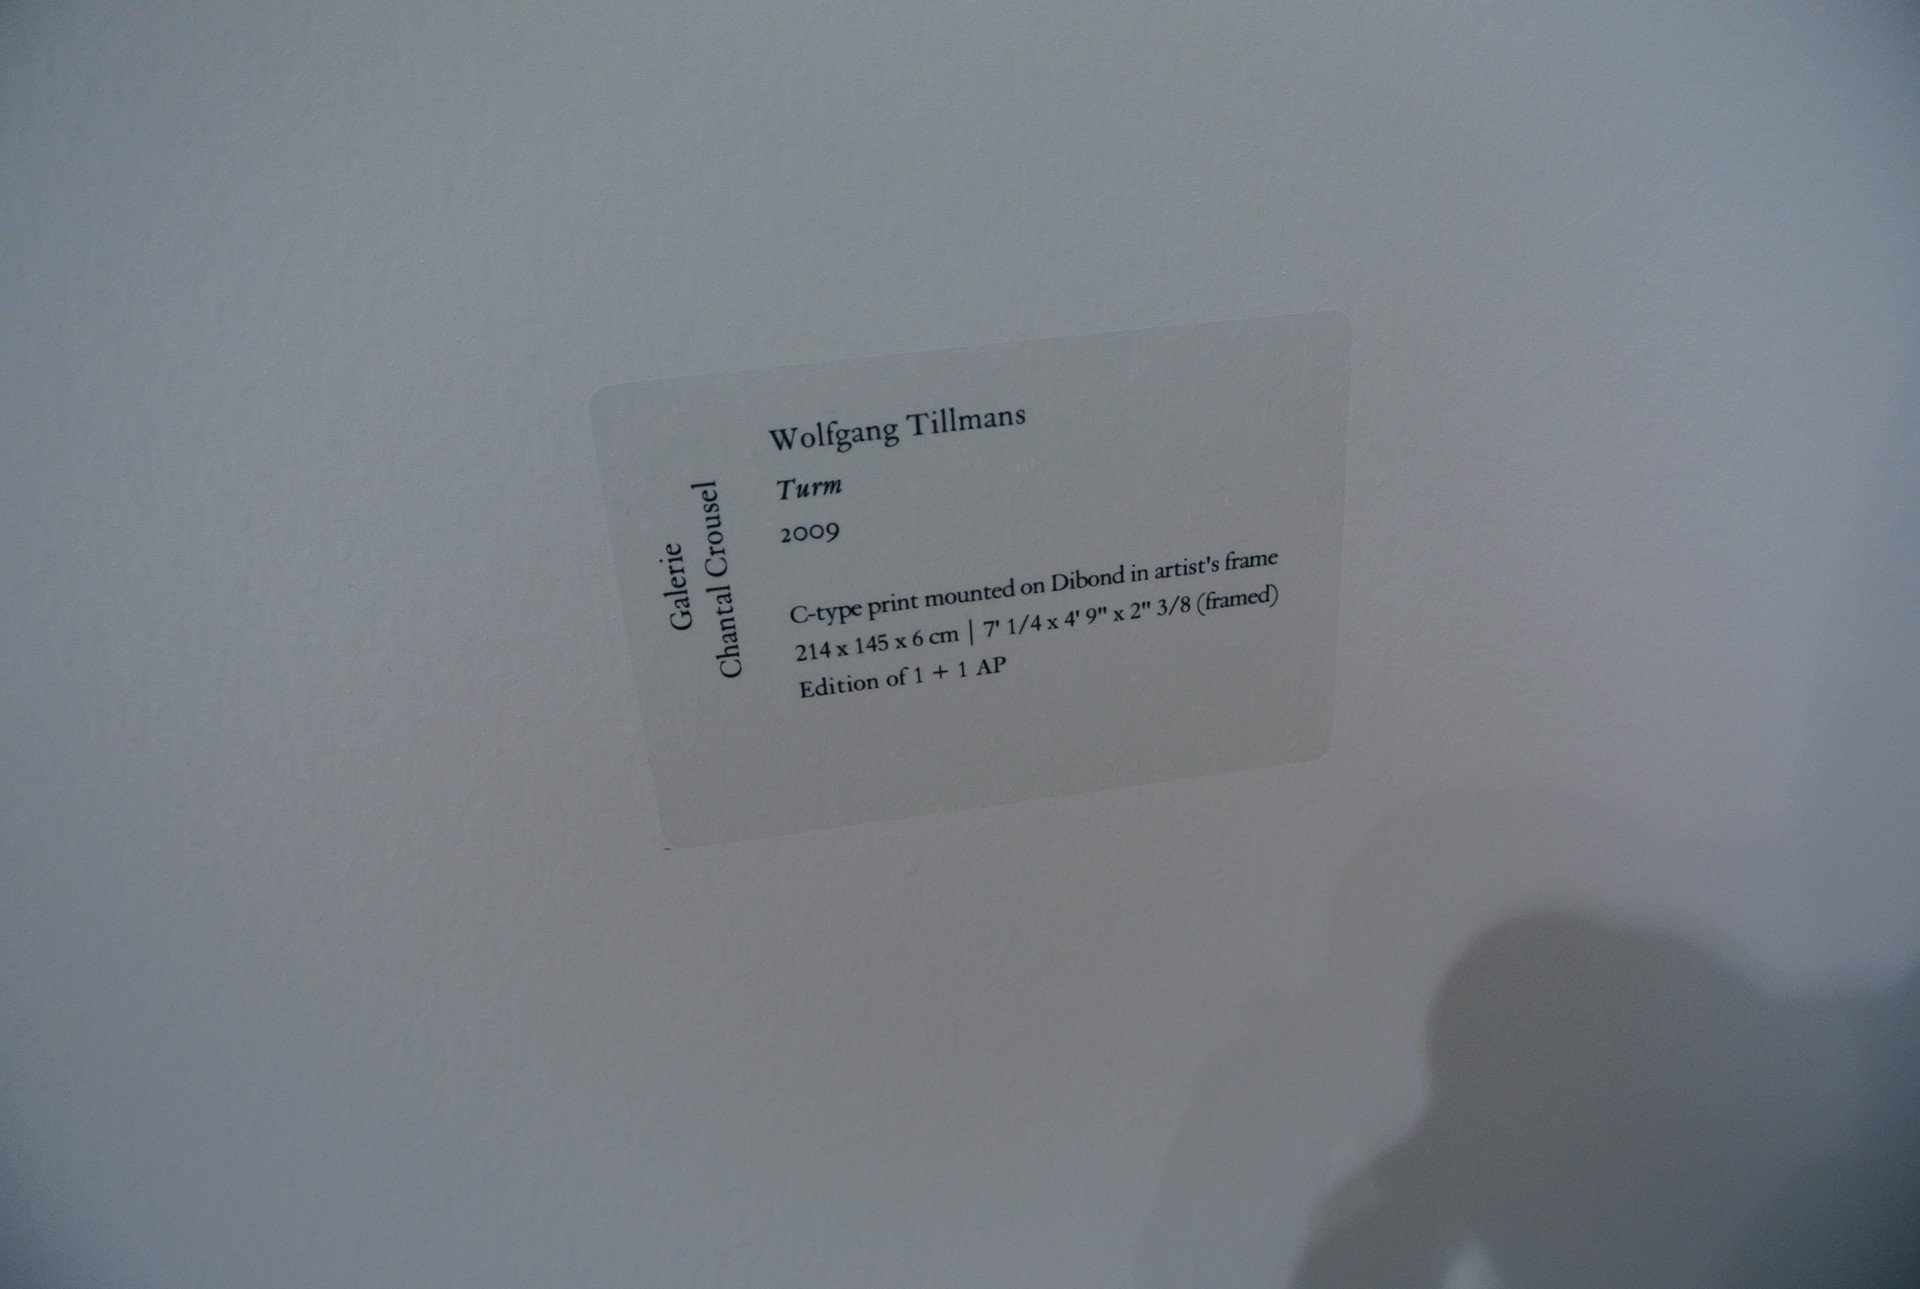 Galerie
Chantal Crousel
Wolfgang Tillmans
Turm
2009
C-type print mounted on Dibond in artist's frame
214 x 145 x 6 cm | 7' 1/4 x 4' 9" x 2" 3/8 (framed)
Edition of 1 + 1 AP